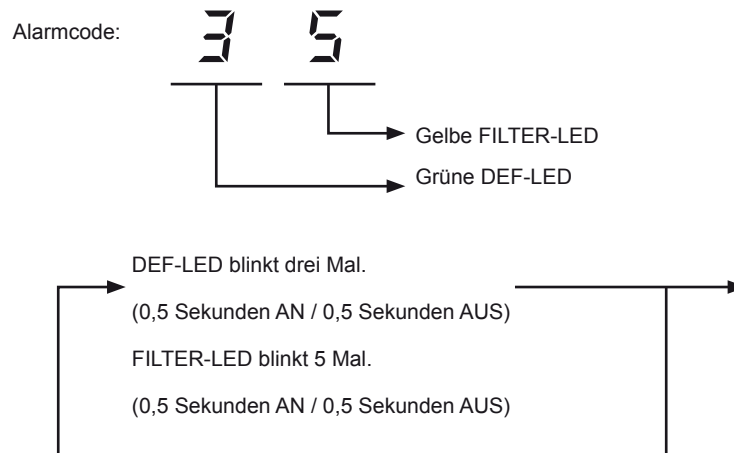 Alarmcode:
3 5
Gelbe FILTER-LED
Grüne DEF-LED
DEF-LED blinkt drei Mal.
(0,5 Sekunden AN / 0,5 Sekunden AUS)
FILTER-LED blinkt 5 Mal.
(0,5 Sekunden AN / 0,5 Sekunden AUS)